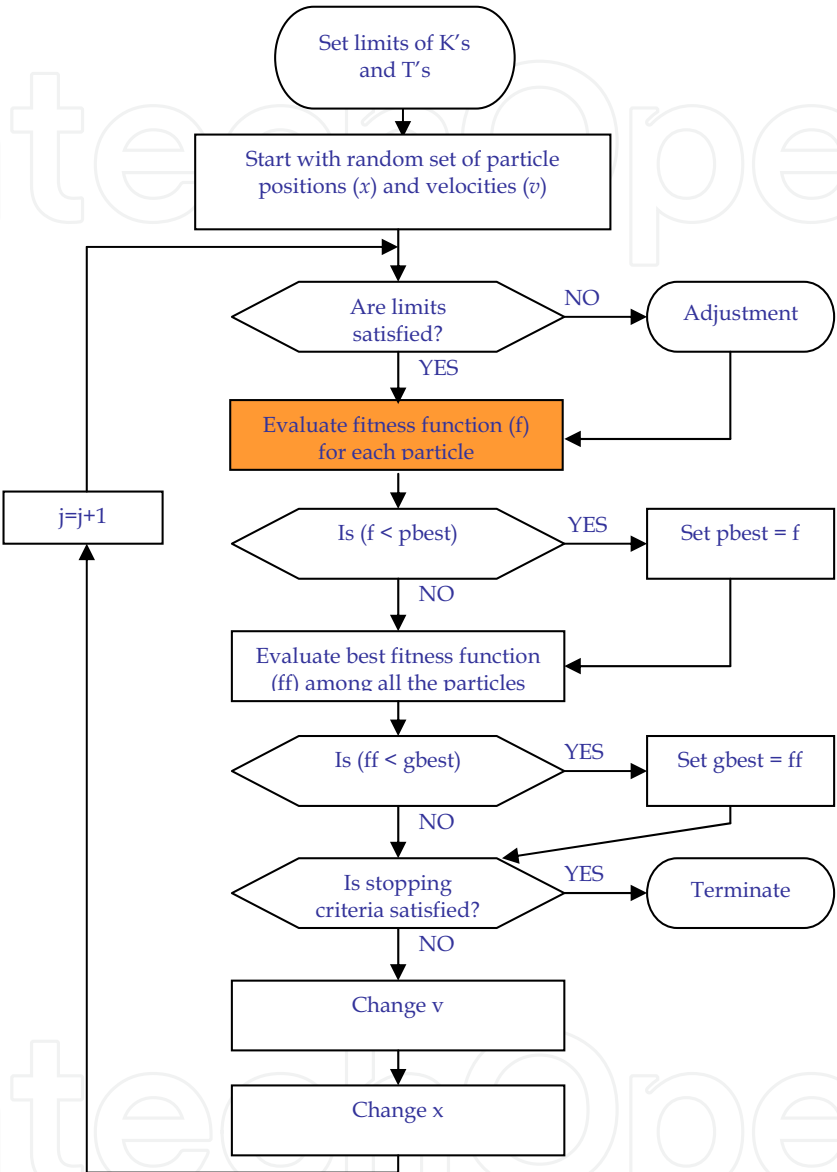 Set limits of K’s
and T’s
Start with random set of particle
positions (x) and velocities (v)
Are limits
satisfied?
NO
Adjustment
YES
Evaluate fitness function (f)
for each particle
j=j+1
Is (f < pbest)
YES
Set pbest = f
NO
Evaluate best fitness function
(ff) among all the particles
Is (ff < gbest)
YES
Set gbest = ff
NO
Is stopping
criteria satisfied?
YES
Terminate
NO
Change v
Change x